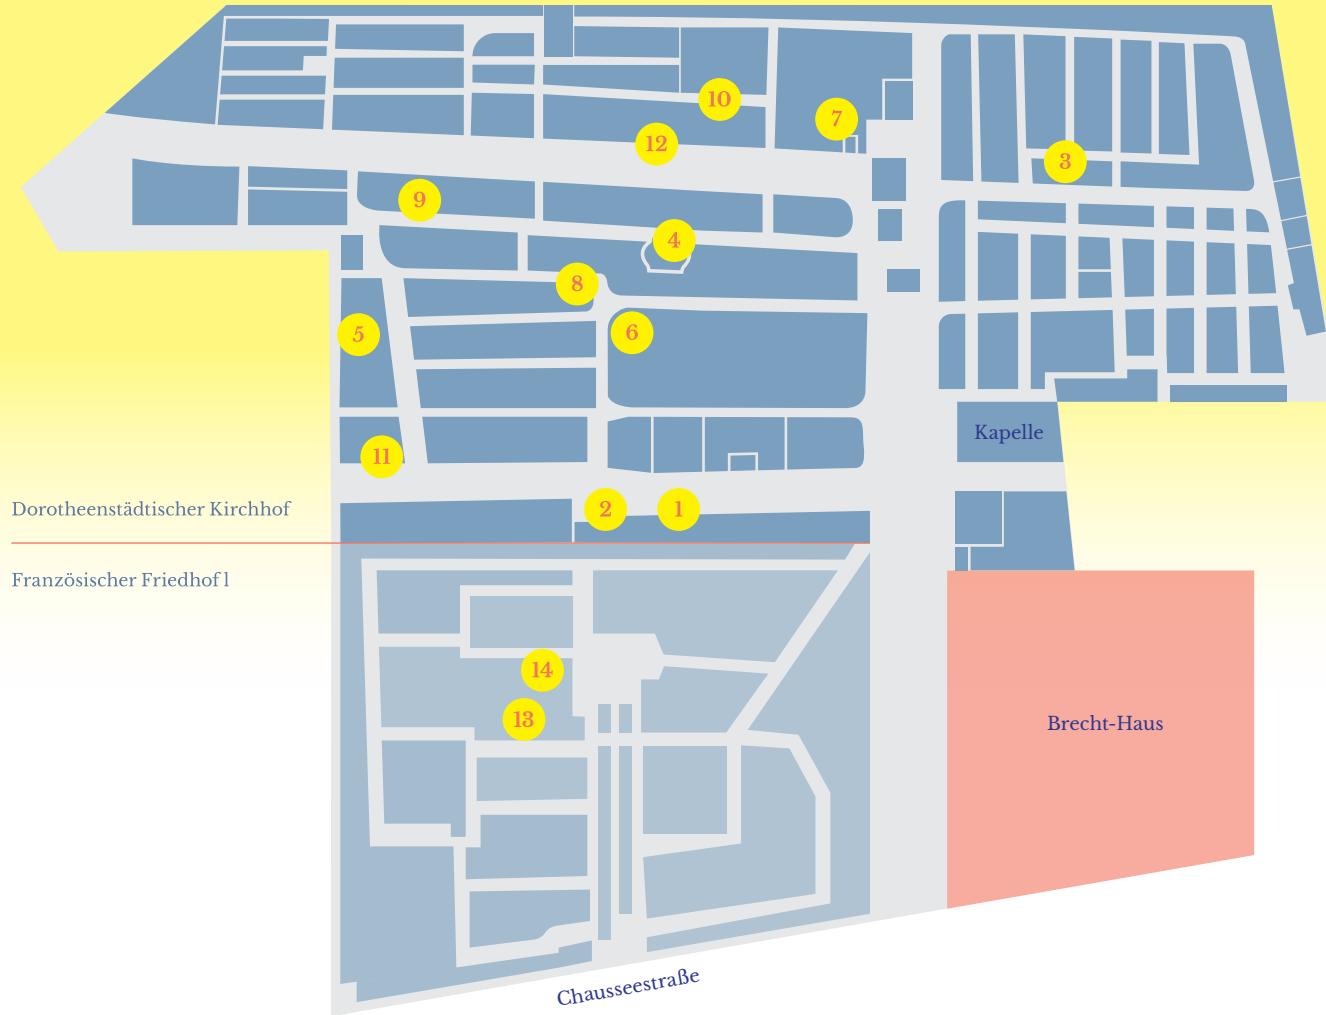 10
7
12
3
9
4
8
5
6
Kapelle
11
Dorotheenstädtischer Kirchhof
2
1
Französischer Friedhof l
14
13
Brecht-Haus
Chausseestraße